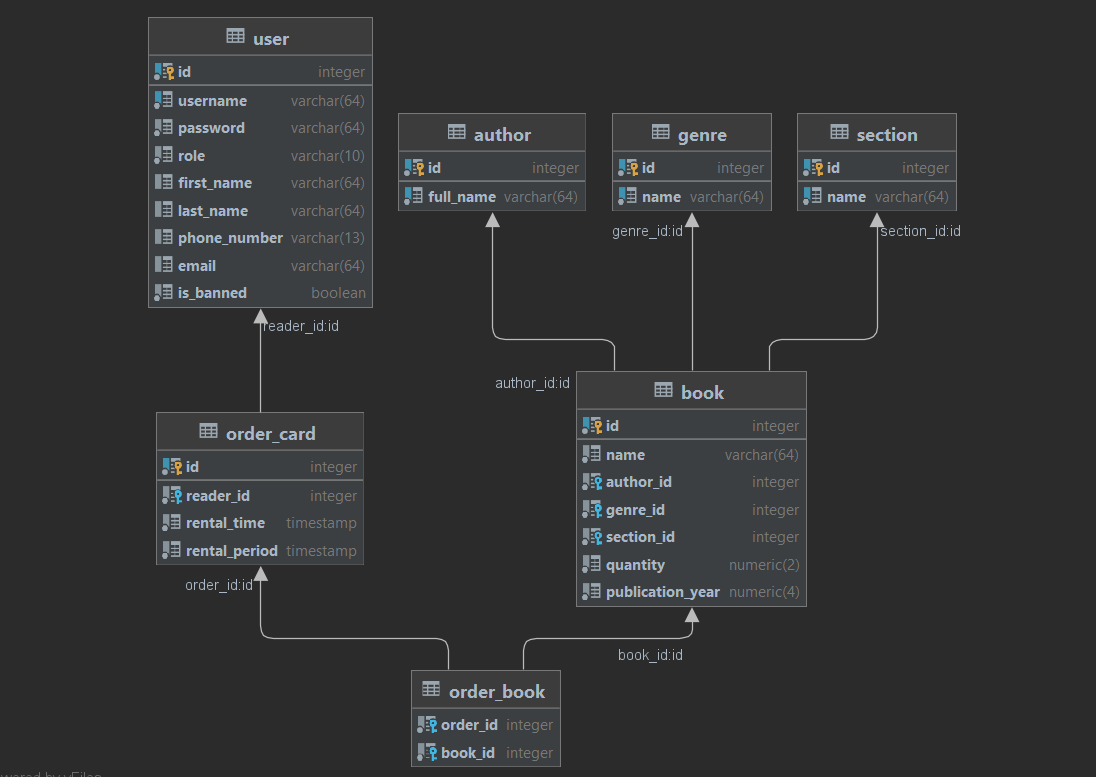 user
id integer
username varchar(64)
password varchar(64)
role varchar(10)
first_name varchar(64)
last_name varchar(64)
phone_number varchar(13)
email varchar(64)
is_banned boolean
author
id integer
full_name varchar(64)
genre
id integer
name varchar(64)
section
id integer
name varchar(64)
genre_id:id
section_id:id
reader_id:id
author_id:id
book
id integer
name varchar(64)
author_id integer
genre_id integer
section_id integer
quantity numeric(2)
publication_year numeric(4)
order_card
id integer
reader_id integer
rental_time timestamp
rental_period timestamp
order_id:id
book_id:id
order_book
order_id integer
book_id integer